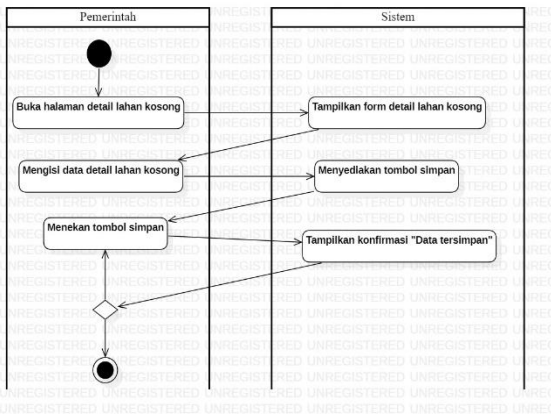 Pemerintah
Sistem
Buka halaman detail lahan kosong
Tampilkan form detail lahan kosong
Mengisi data detail lahan kosong
Menyediakan tombol simpan
Menekan tombol simpan
Tampilkan konfirmasi "Data tersimpan"
UNREGISTERED